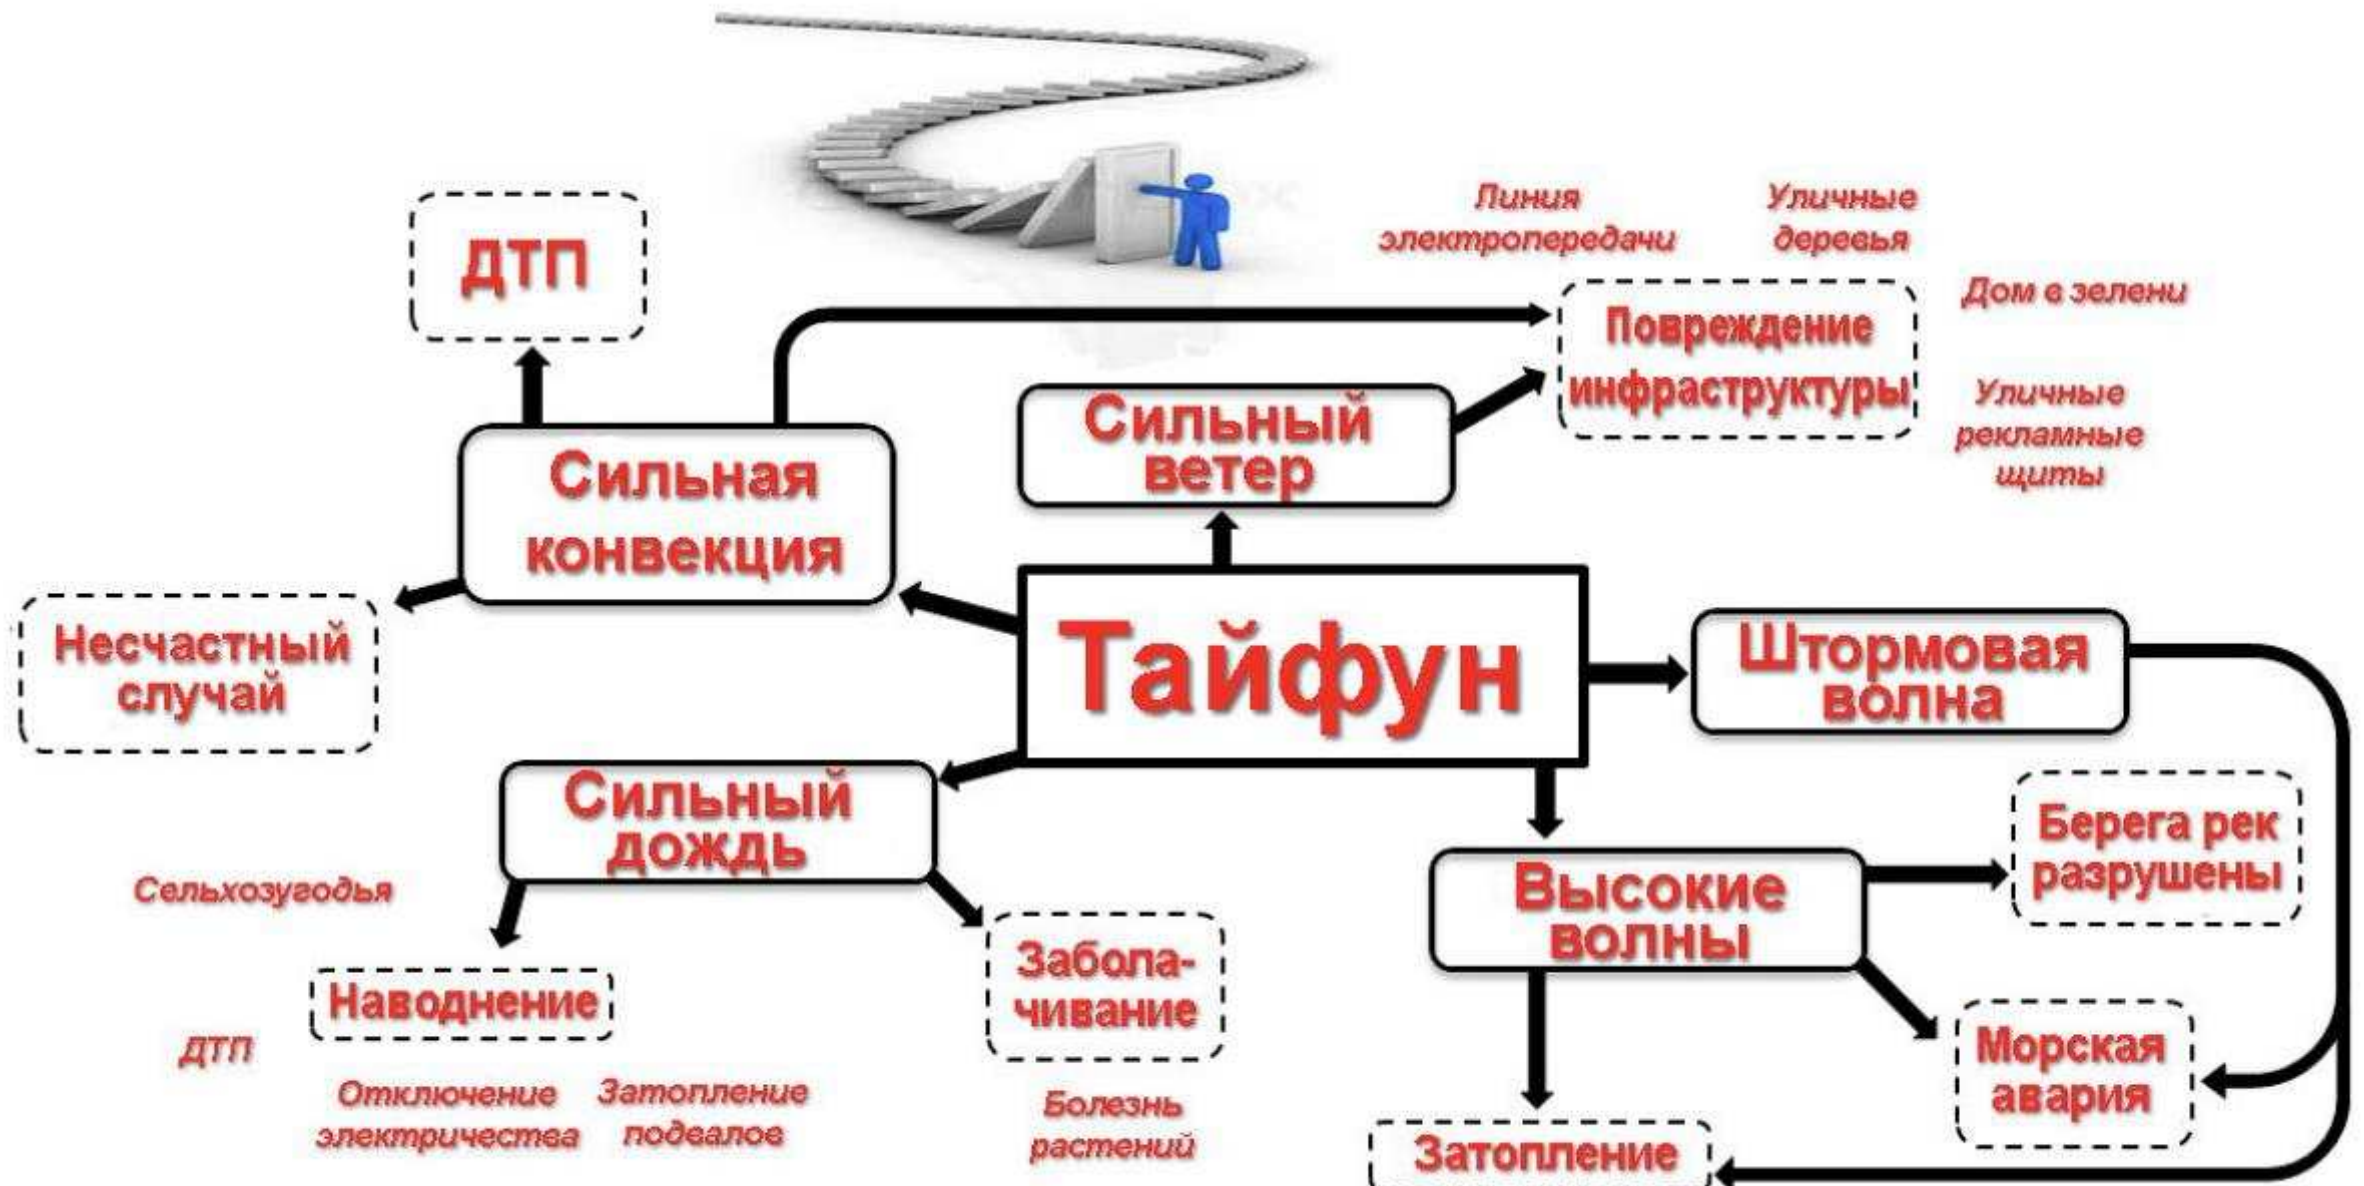 Линия
электропередачи
Уличные
деревья
ДТП
Дом в зелени
Повреждение
инфраструктуры
Уличные
рекламные
щиты
Сильный
ветер
Сильная
конвекция
Несчастный
случай
Тайфун
Штормовая
волна
Сильный
дождь
Берега рек
разрушены
Высокие
волны
Сельхозугодья
Наводнение
Забола-
чивание
ДТП
Отключение
электричества
Затопление
подвалов
Болезнь
растений
Морская
авария
Затопление